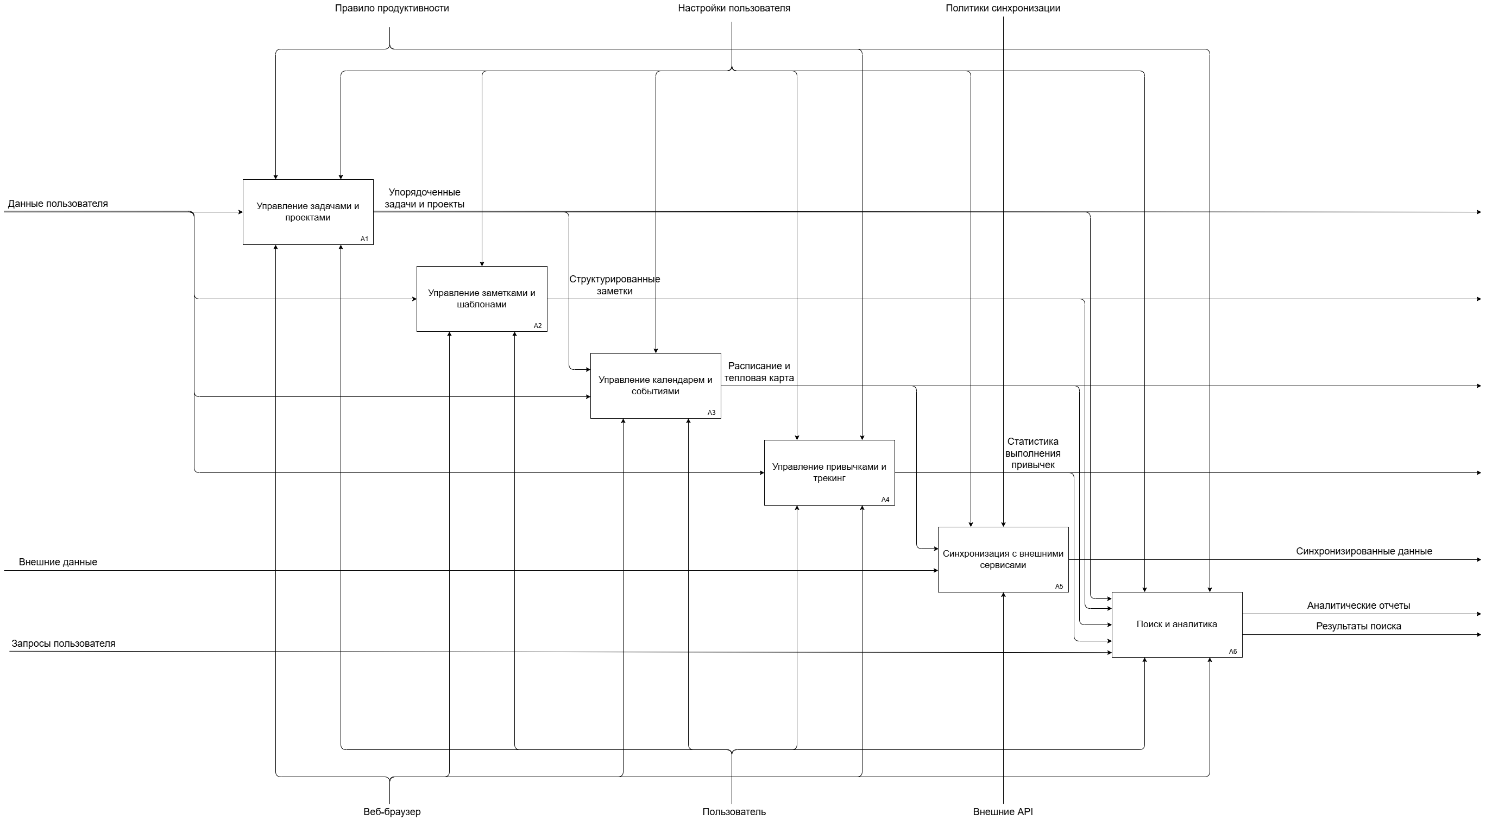 Правило продуктивности
Настройки пользователя
Политики синхронизации
Данные пользователя
Управление задачами и
проектами
A1
Упорядоченные
задачи и проекты
Управление заметками и
шаблонами
A2
Структурированные
заметки
Управление календарем и
событиями
A3
Расписание и
тепловая карта
Управление привычками и
трекинг
A4
Статистика
выполнения
привычек
Внешние данные
Синхронизация с внешними
сервисами
A5
Синхронизированные данные
Запросы пользователя
Поиск и аналитика
A6
Аналитические отчеты
Результаты поиска
Веб-браузер
Пользователь
Внешние API